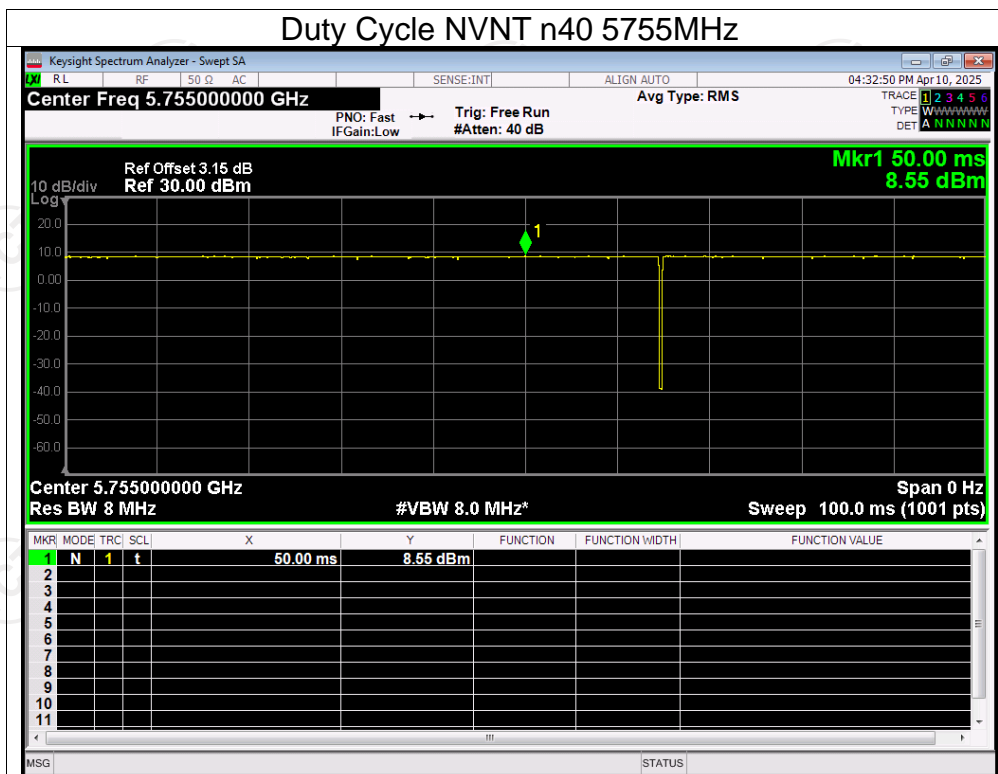 Duty Cycle NVNT n40 5755MHz
Keysight Spectrum Analyzer - Swept SA
LXI RL RF 50 Ω AC SENSE:INT ALIGN AUTO 04:32:50 PM Apr 10, 2025
Center Freq 5.755000000 GHz Avg Type: RMS TRACE 1 2 3 4 5 6
PNO: Fast Trig: Free Run TYPE WWWWWW
IFGain:Low #Atten: 40 dB DET A N N N N N
Mkr1 50.00 ms
Ref Offset 3.15 dB
10 dB/div Ref 30.00 dBm 8.55 dBm
Log
20.0
1
10.0
0.00
-10.0
-20.0
-30.0
-40.0
-50.0
-60.0
Center 5.755000000 GHz Span 0 Hz
Res BW 8 MHz #VBW 8.0 MHz* Sweep 100.0 ms (1001 pts)
MKR MODE TRC SCL X Y FUNCTION FUNCTION WIDTH FUNCTION VALUE
1 N 1 t 50.00 ms 8.55 dBm
2
3
4
5
6
7
8
9
10
11
MSG STATUS